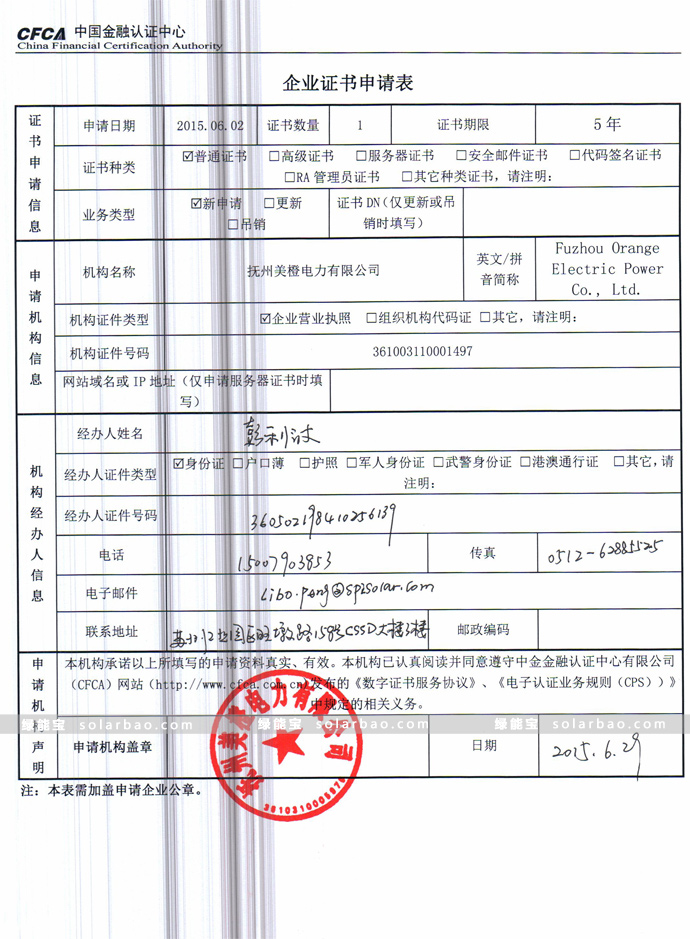 CFCA 中国金融认证中心
China Financial Certification Authority
企业证书申请表
证书申请信息
申请日期 2015.06.02 证书数量 1 证书期限 5年
证书种类 ☑普通证书 □高级证书 □服务器证书 □安全邮件证书 □代码签名证书
□RA管理员证书 □其它种类证书，请注明：
业务类型 ☑新申请 □更新
□吊销
证书DN（仅更新或吊
销时填写）
申请机构信息
机构名称 抚州美橙电力有限公司
英文/拼
音简称
Fuzhou Orange
Electric Power
Co., Ltd.
机构证件类型 ☑企业营业执照 □组织机构代码证 □其它，请注明：
机构证件号码 361003110001497
网站域名或IP地址（仅申请服务器证书时填
写）
机构经办人信息
经办人姓名 彭利
经办人证件类型 ☑身份证 □户口薄 □护照 □军人身份证 □武警身份证 □港澳通行证 □其它，请
注明：
经办人证件号码 360502198410256139
电话 15007903853 传真 0512-62885525
电子邮件 libo.peng@spisolar.com
联系地址 158号CSSD大楼3楼 邮政编码
申请机构声明
本机构承诺以上所填写的申请资料真实、有效。本机构已认真阅读并同意遵守中金金融认证中心有限公司
（CFCA）网站（http://www.cfca.com.cn)发布的《数字证书服务协议》、《电子认证业务规则（CPS））》
中规定的相关义务。
绿能宝 solarbao.com 绿能宝 solarbao.com 绿能宝 solarbao.com
申请机构盖章 日期 2015.6.29
抚州美橙电力有限公司
注：本表需加盖申请企业公章。